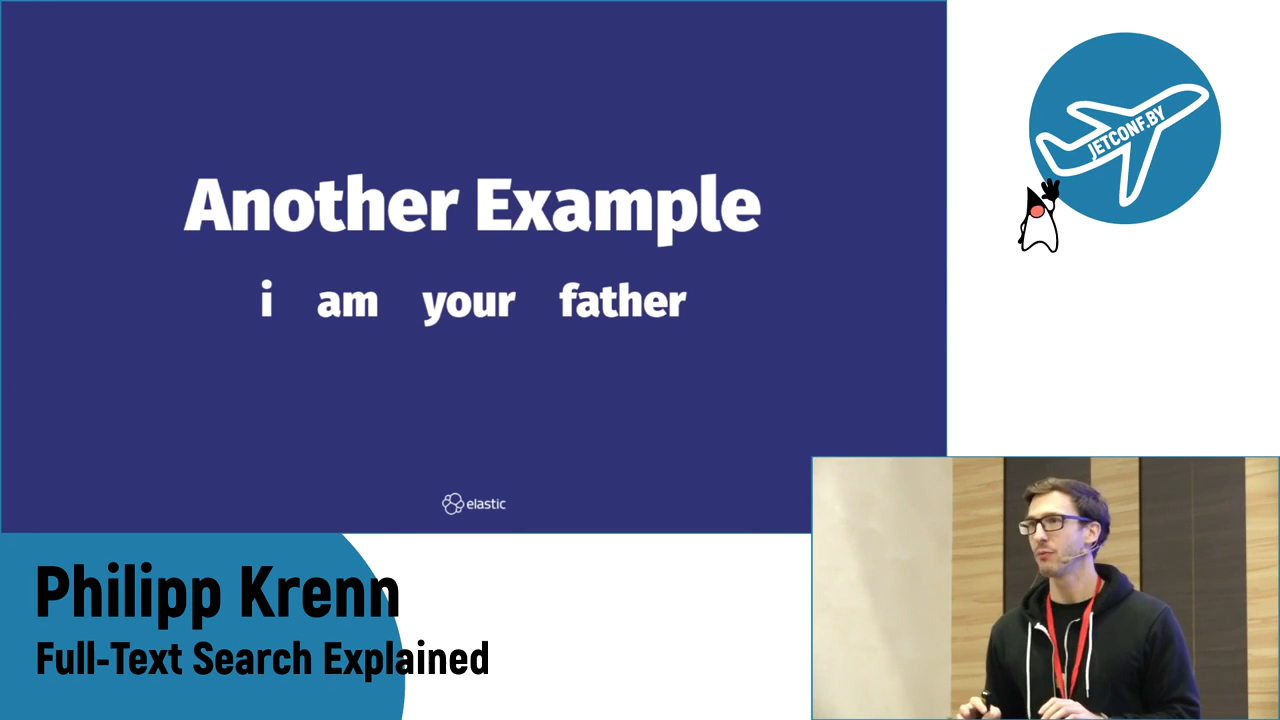 Another Example
i am your father
elastic
JETCONF.BY
Philipp Krenn
Full-Text Search Explained